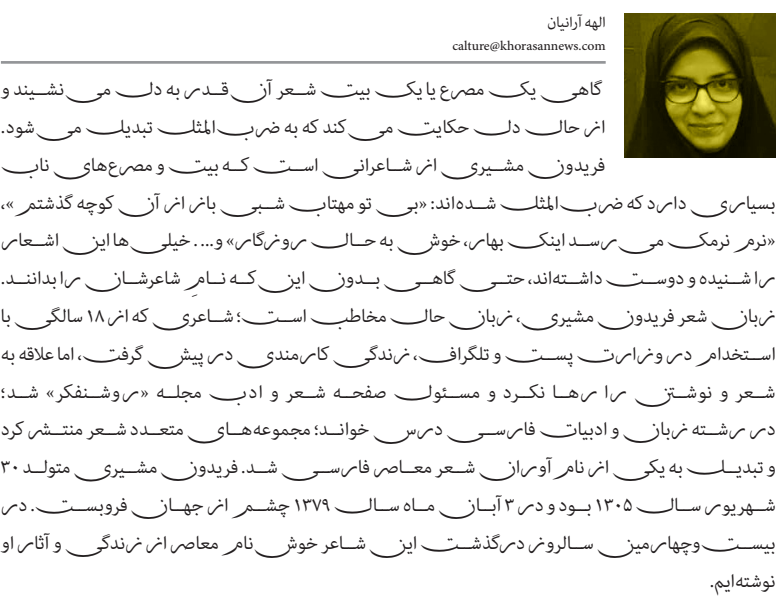 الهه آرانیان
calture@khorasannews.com
گاهی یک مصرع یا یک بیت شعر آن قدر به دل می نشیند و
از حال دل حکایت می کند که به ضرب المثل تبدیل می شود.
فریدون مشیری از شاعرانی است که بیت و مصرع‌های ناب
بسیاری دارد که ضرب المثل شده‌اند: «بی تو مهتاب شبی باز از آن کوچه گذشتم »،
«نرم نرمک می رسد اینک بهار، خوش به حال روزگار» و... . خیلی ها این اشعار
را شنیده و دوست داشته‌اند، حتی گاهی بدون این که نامِ شاعرشان را بدانند.
زبان شعر فریدون مشیری، زبان حال مخاطب است؛ شاعری که از ۱۸ سالگی با
استخدام در وزارت پست و تلگراف، زندگی کارمندی در پیش گرفت، اما علاقه به
شعر و نوشتن را رها نکرد و مسئول صفحه شعر و ادب مجله «روشنفکر» شد؛
در رشته زبان و ادبیات فارسی درس خواند؛ مجموعه‌های متعدد شعر منتشر کرد
و تبدیل به یکی از نام آوران شعر معاصر فارسی شد. فریدون مشیری متولد ۳۰
شهریور سال ۱۳۰۵ بود و در ۳ آبان ماه سال ۱۳۷۹ چشم از جهان فروبست. در
بیست وچهارمین سالروز درگذشت این شاعر خوش نام معاصر از زندگی و آثار او
نوشته‌ایم.